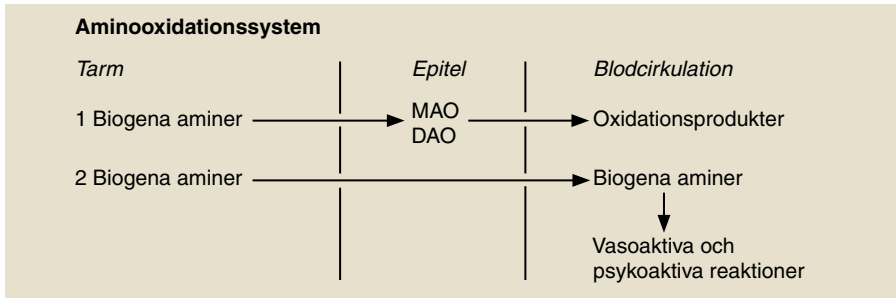 Aminooxidationssystem
Tarm Epitel Blodcirkulation
1 Biogena aminer MAO Oxidationsprodukter
DAO
2 Biogena aminer Biogena aminer
Vasoaktiva och
psykoaktiva reaktioner